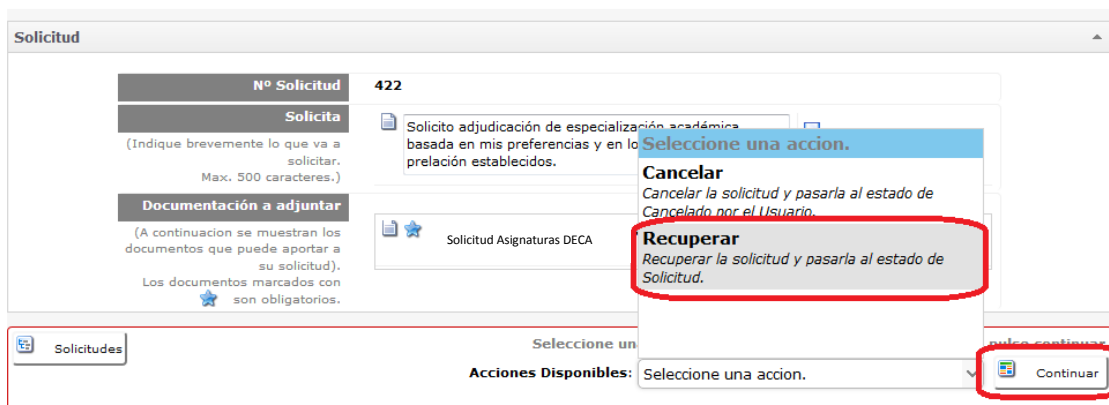 Solicitud
Nº Solicitud 422
Solicita
(Indique brevemente lo que va a
solicitar.
Max. 500 caracteres.)
Solicito adjudicación de especialización académica
basada en mis preferencias y en lo
prelación establecidos.
Documentación a adjuntar
(A continuacion se muestran los
documentos que puede aportar a
su solicitud).
Los documentos marcados con
son obligatorios.
Solicitud Asignaturas DECA
Seleccione una accion.
Cancelar
Cancelar la solicitud y pasarla al estado de
Cancelado por el Usuario.
Recuperar
Recuperar la solicitud y pasarla al estado de
Solicitud.
Solicitudes
Seleccione un pulse continuar
Acciones Disponibles: Seleccione una accion.
Continuar